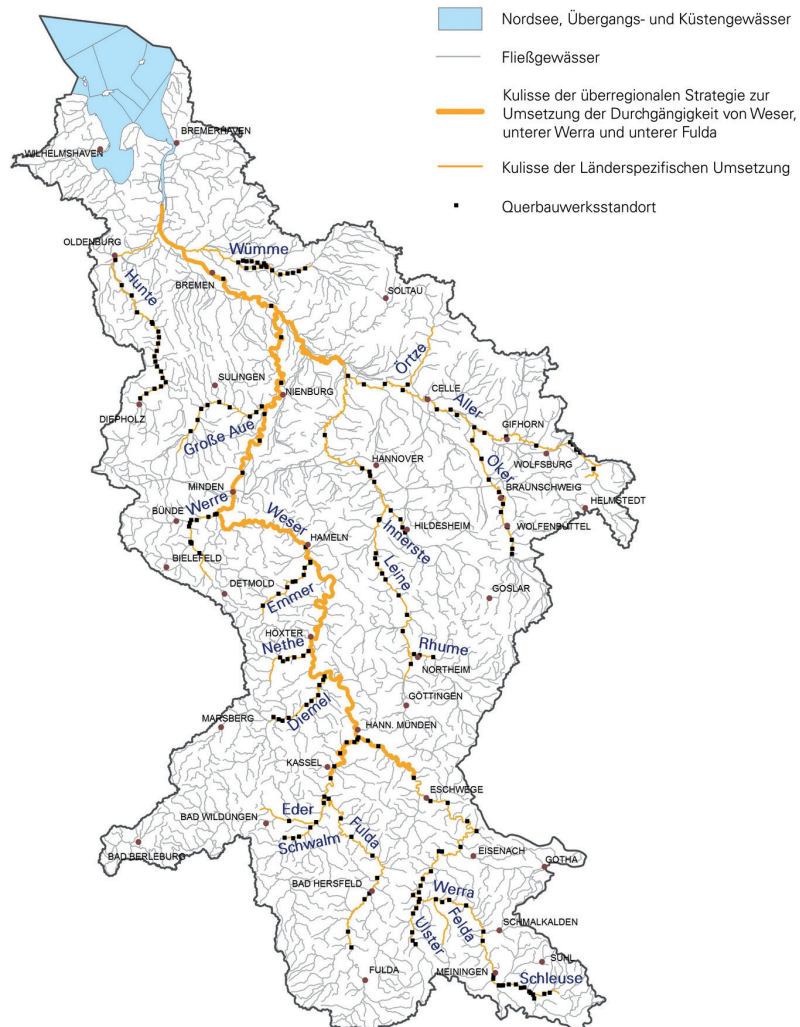 Nordsee, Übergangs- und Küstengewässer
Fließgewässer
Kulisse der überregionalen Strategie zur
Umsetzung der Durchgängigkeit von Weser,
unterer Werra und unterer Fulda
Kulisse der Länderspezifischen Umsetzung
Querbauwerksstandort
BREMERHAVEN
WILHELMSHAVEN
OLDENBURG
Wümme
BREMEN
Hunte
SOLTAU
Örtze
SULINGEN
NIENBURG
CELLE
Aller
DIEPHOLZ
Große Aue
GIFHORN
HANNOVER
WOLFSBURG
Oker
MINDEN
BRAUNSCHWEIG
HELMSTEDT
BÜNDE
Werre
Weser
Innerste
HILDESHEIM
WOLFENBÜTTEL
HAMELN
BIELEFELD
Leine
DETMOLD
Emmer
GOSLAR
HÖXTER
Nethe
Rhume
NORTHEIM
Diemel
GÖTTINGEN
MARSBERG
HANN. MÜNDEN
KASSEL
ESCHWEGE
Eder
BAD WILDUNGEN
Fulda
Schwalm
BAD BERLEBURG
EISENACH
GOTHA
BAD HERSFELD
Werra
Felda
Ulster
SCHMALKALDEN
SUHL
FULDA
MEININGEN
Schleuse